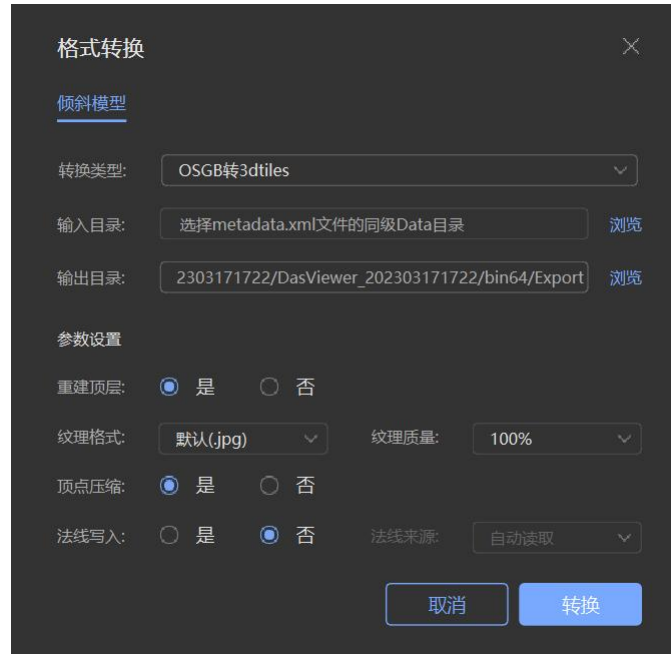 格式转换
倾斜模型
转换类型: OSGB转3dtiles
输入目录: 选择metadata.xml文件的同级Data目录 浏览
输出目录: 2303171722/DasViewer_202303171722/bin64/Export 浏览
参数设置
重建顶层: 是 否
纹理格式: 默认(.jpg) 纹理质量: 100%
顶点压缩: 是 否
法线写入: 是 否 法线来源: 自动读取
取消 转换